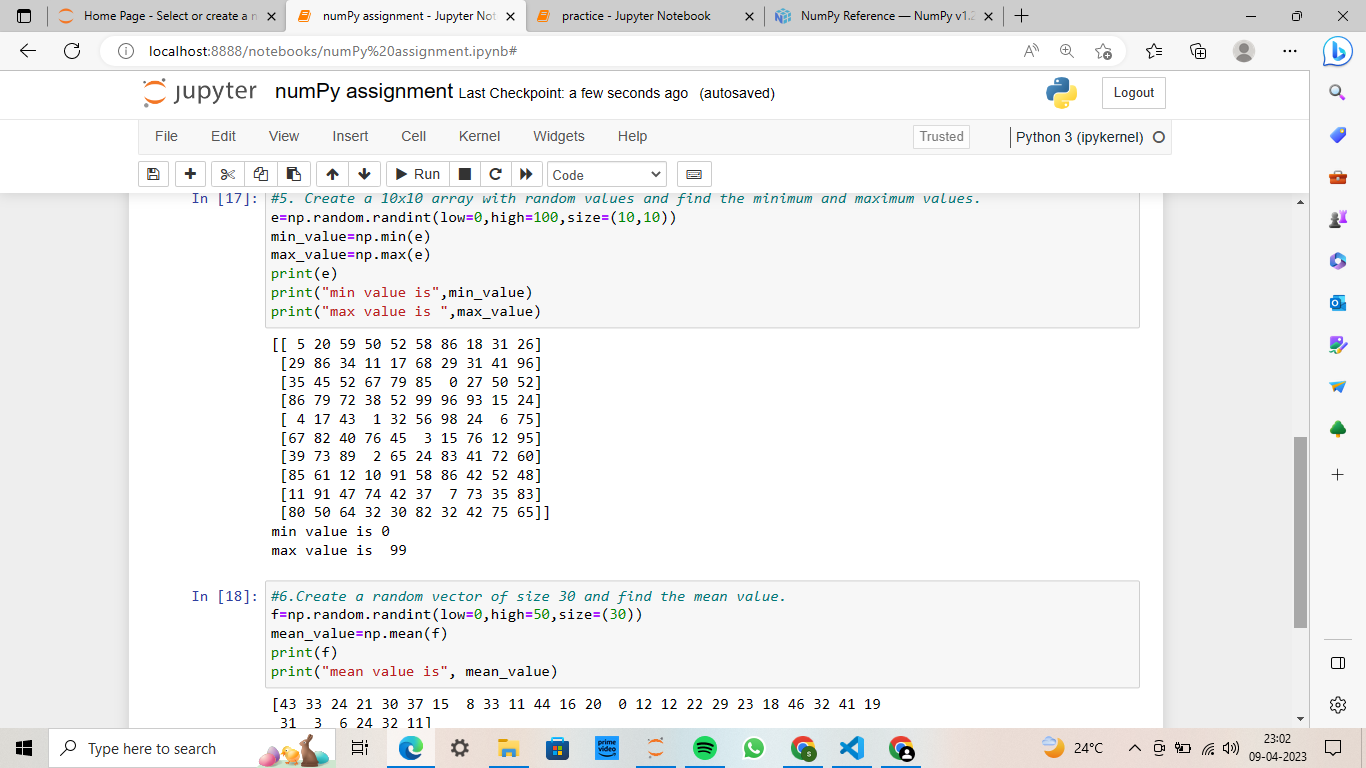 Home Page - Select or create a n
numPy assignment - Jupyter Not
practice - Jupyter Notebook
NumPy Reference — NumPy v1.2
localhost:8888/notebooks/numPy%20assignment.ipynb#
jupyter numPy assignment Last Checkpoint: a few seconds ago (autosaved)
Logout
File Edit View Insert Cell Kernel Widgets Help
Trusted
Python 3 (ipykernel)
Run
Code
In [17]: #5. Create a 10x10 array with random values and find the minimum and maximum values.
e=np.random.randint(low=0,high=100,size=(10,10))
min_value=np.min(e)
max_value=np.max(e)
print(e)
print("min value is",min_value)
print("max value is ",max_value)
[[ 5 20 59 50 52 58 86 18 31 26]
[29 86 34 11 17 68 29 31 41 96]
[35 45 52 67 79 85  0 27 50 52]
[86 79 72 38 52 99 96 93 15 24]
[ 4 17 43  1 32 56 98 24  6 75]
[67 82 40 76 45  3 15 76 12 95]
[39 73 89  2 65 24 83 41 72 60]
[85 61 12 10 91 58 86 42 52 48]
[11 91 47 74 42 37  7 73 35 83]
[80 50 64 32 30 82 32 42 75 65]]
min value is 0
max value is  99
In [18]: #6.Create a random vector of size 30 and find the mean value.
f=np.random.randint(low=0,high=50,size=(30))
mean_value=np.mean(f)
print(f)
print("mean value is", mean_value)
[43 33 24 21 30 37 15  8 33 11 44 16 20  0 12 12 22 29 23 18 46 32 41 19
31  3  6 24 32 11]
Type here to search
prime video
S
24°C
23:02
09-04-2023